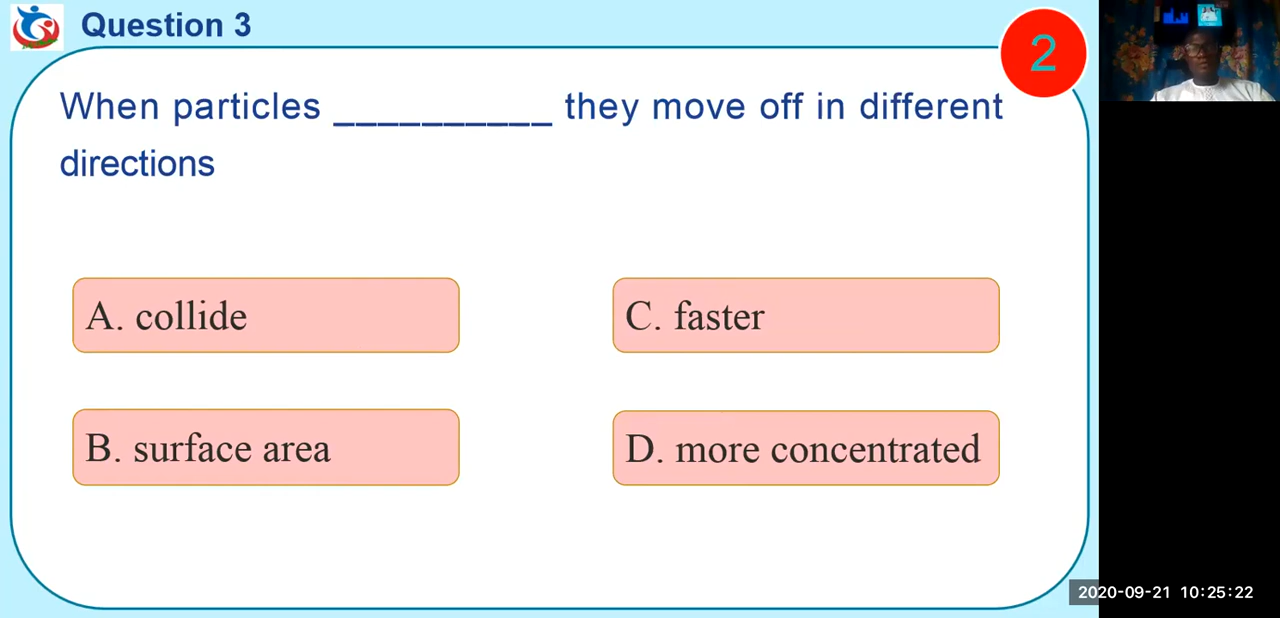 Question 3
2
When particles __________ they move off in different
directions
A. collide
C. faster
B. surface area
D. more concentrated
2020-09-21 10:25:22